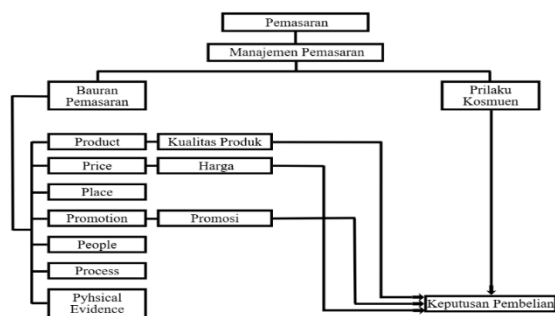 Pemasaran
Manajemen Pemasaran
Bauran
Pemasaran
Prilaku
Kosmuen
Product
Kualitas Produk
Price
Harga
Place
Promotion
Promosi
People
Process
Pyhsical
Evidence
Keputusan Pembelian